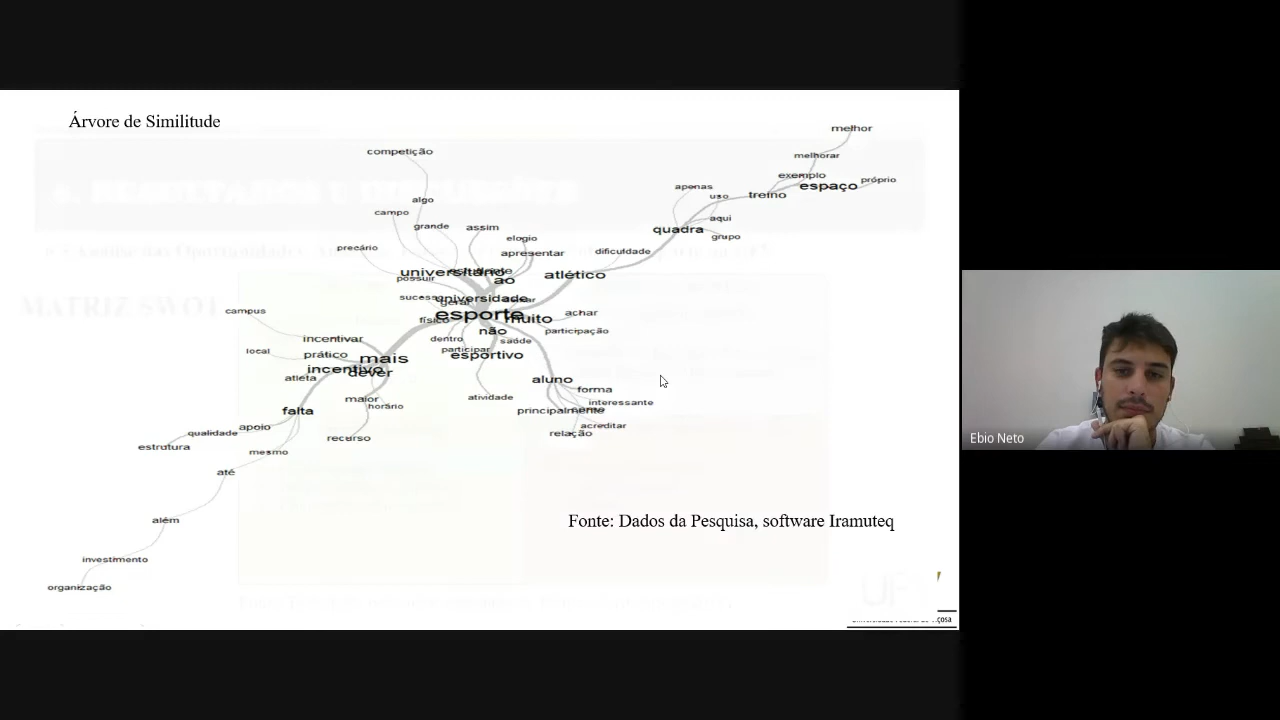 Árvore de Similitude
melhor
competição
melhorar
exemplo
próprio
espaço
apenas
uso
treino
algo
campo
aqui
grande
assim
quadra
grupo
elogio
precário
apresentar
dificuldade
universitário
atlético
possuir
ao
sucesso
universidade
geral
campus
esporte
muito
achar
físico
não
participação
incentivar
dentro
saúde
local
prático
mais
participar
esportivo
incentivo
dever
atleta
aluno
forma
maior
horário
atividade
interessante
falta
principalmente
qualidade
apoio
acreditar
relação
estrutura
recurso
mesmo
até
além
Fonte: Dados da Pesquisa, software Iramuteq
investimento
organização
MATRIZ SWOT
UFV
Ebio Neto